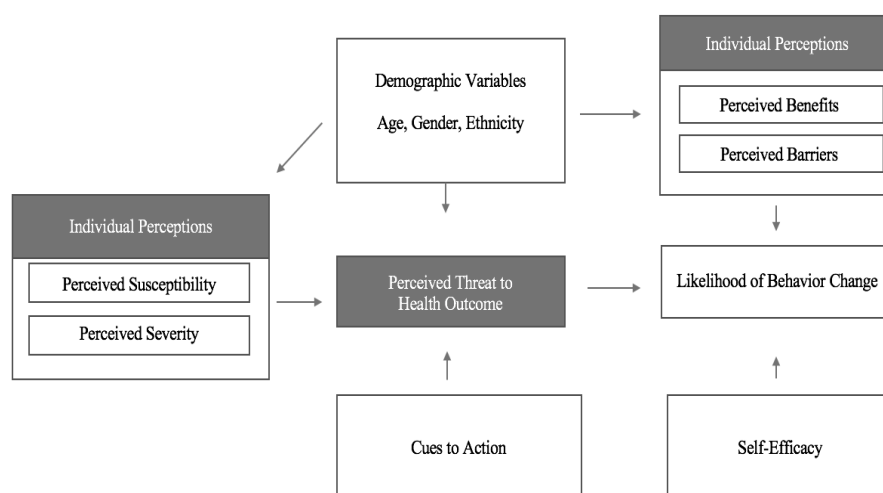 Individual Perceptions
Perceived Benefits
Perceived Barriers
Demographic Variables
Age, Gender, Ethnicity
Individual Perceptions
Perceived Susceptibility
Perceived Severity
Perceived Threat to
Health Outcome
Likelihood of Behavior Change
Cues to Action
Self-Efficacy